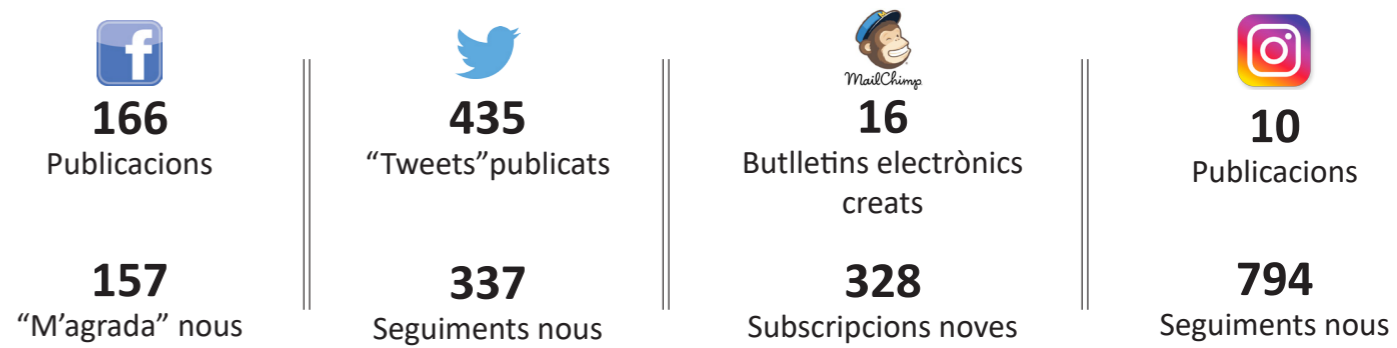 f
MailChimp
166
Publicacions
157
“M’agrada” nous
435
“Tweets”publicats
337
Seguiments nous
16
Butlletins electrònics
creats
328
Subscripcions noves
10
Publicacions
794
Seguiments nous